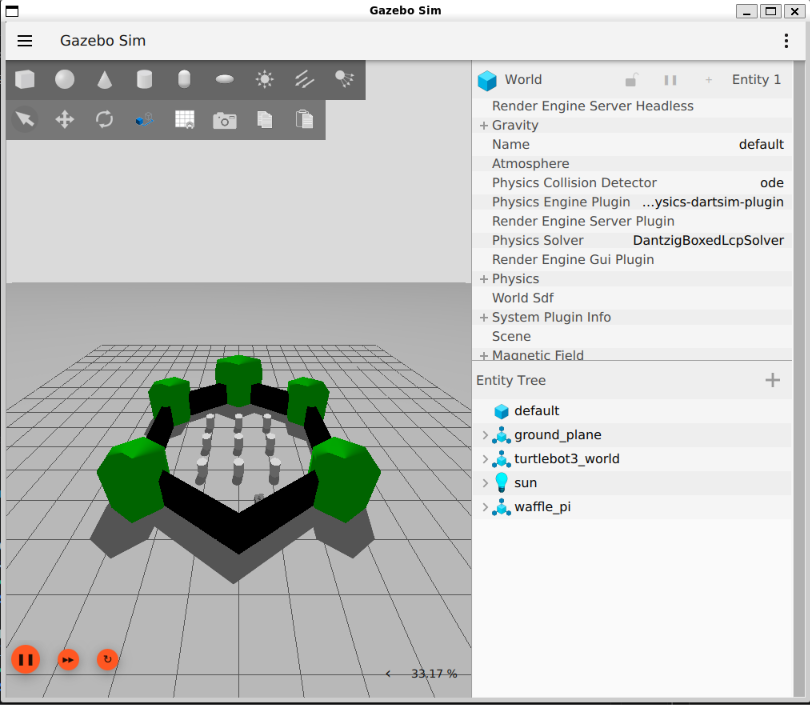 Gazebo Sim
Gazebo Sim
World Entity 1
Render Engine Server Headless
Gravity
Name default
Atmosphere
Physics Collision Detector ode
Physics Engine Plugin ...ysics-dartsim-plugin
Render Engine Server Plugin
Physics Solver DantzigBoxedLcpSolver
Render Engine Gui Plugin
Physics
World Sdf
System Plugin Info
Scene
Magnetic Field
Entity Tree
default
ground_plane
turtlebot3_world
sun
waffle_pi
33.17 %